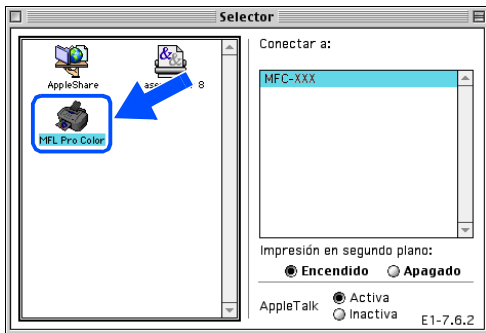 Selector
Conectar a:
AppleShare
8
MFL Pro Color
MFC-XXX
Impresión en segundo plano:
Encendido Apagado
AppleTalk Activa
Inactiva
E1-7.6.2